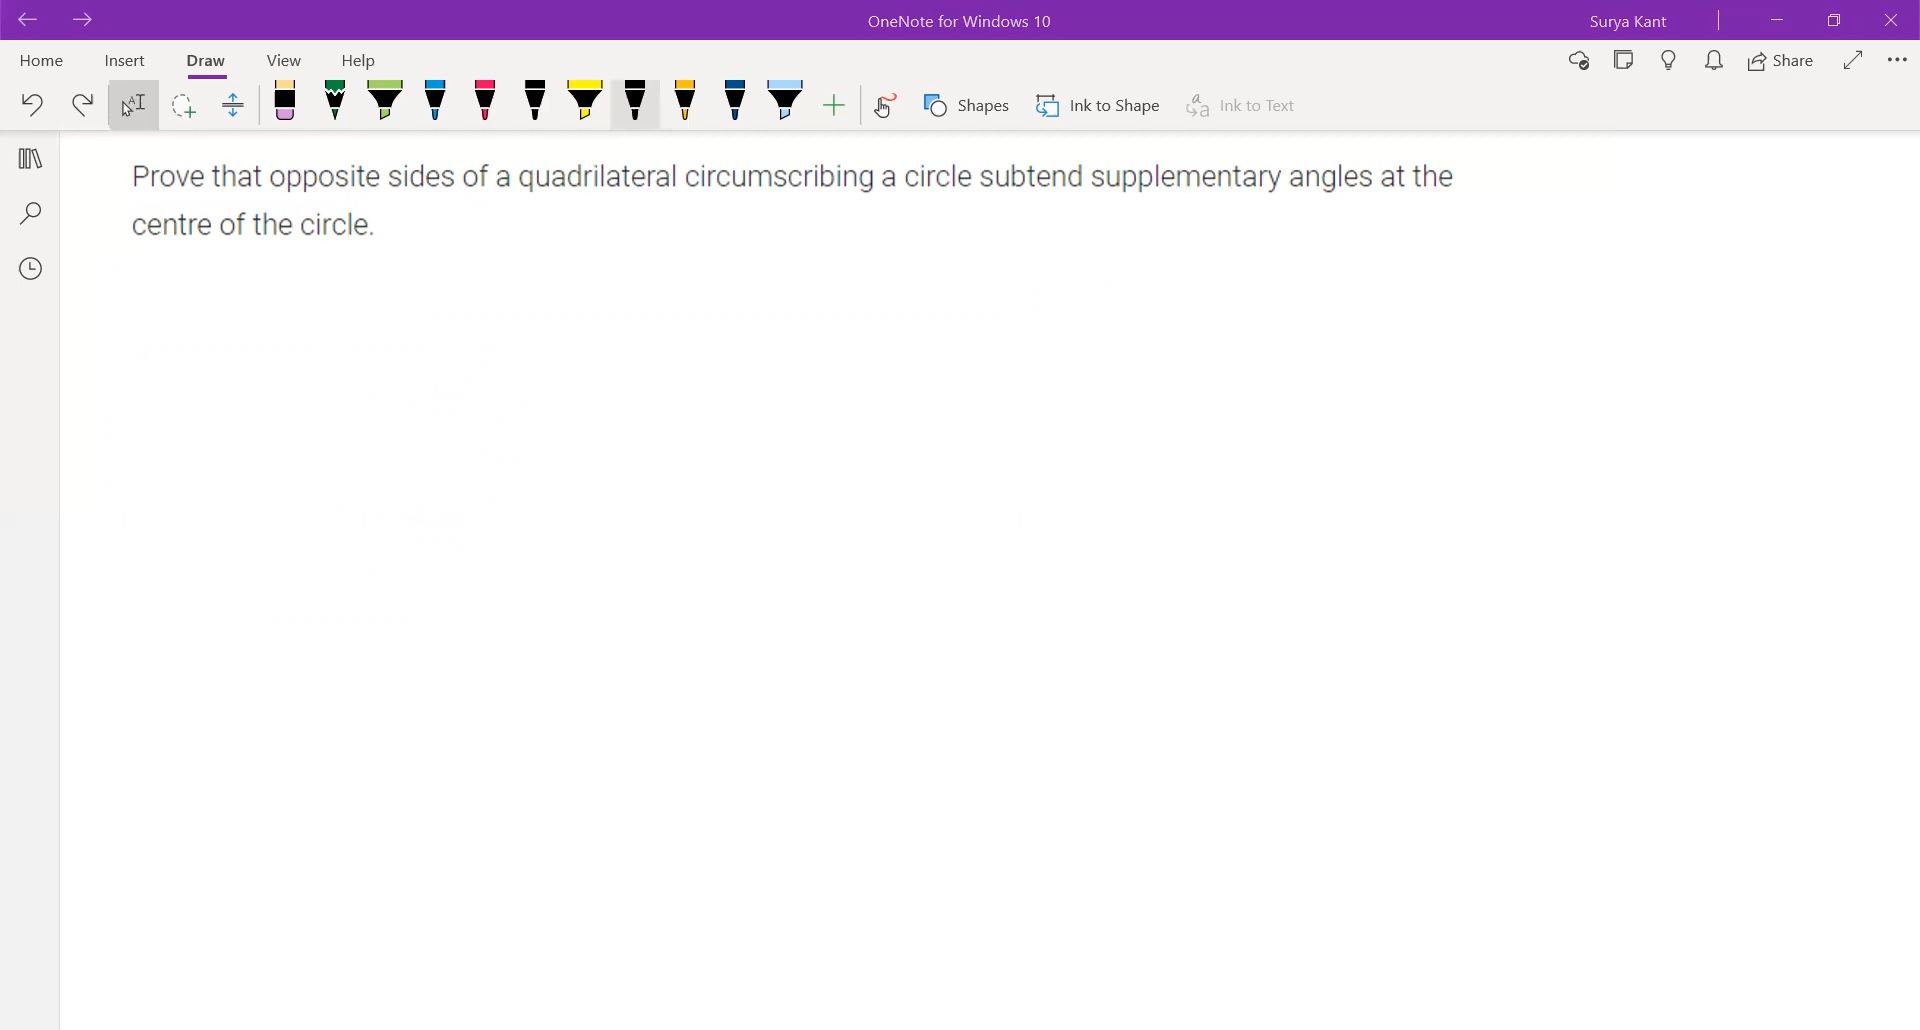 OneNote for Windows 10
Surya Kant
Home Insert Draw View Help
Share
Shapes Ink to Shape Ink to Text
Prove that opposite sides of a quadrilateral circumscribing a circle subtend supplementary angles at the
centre of the circle.